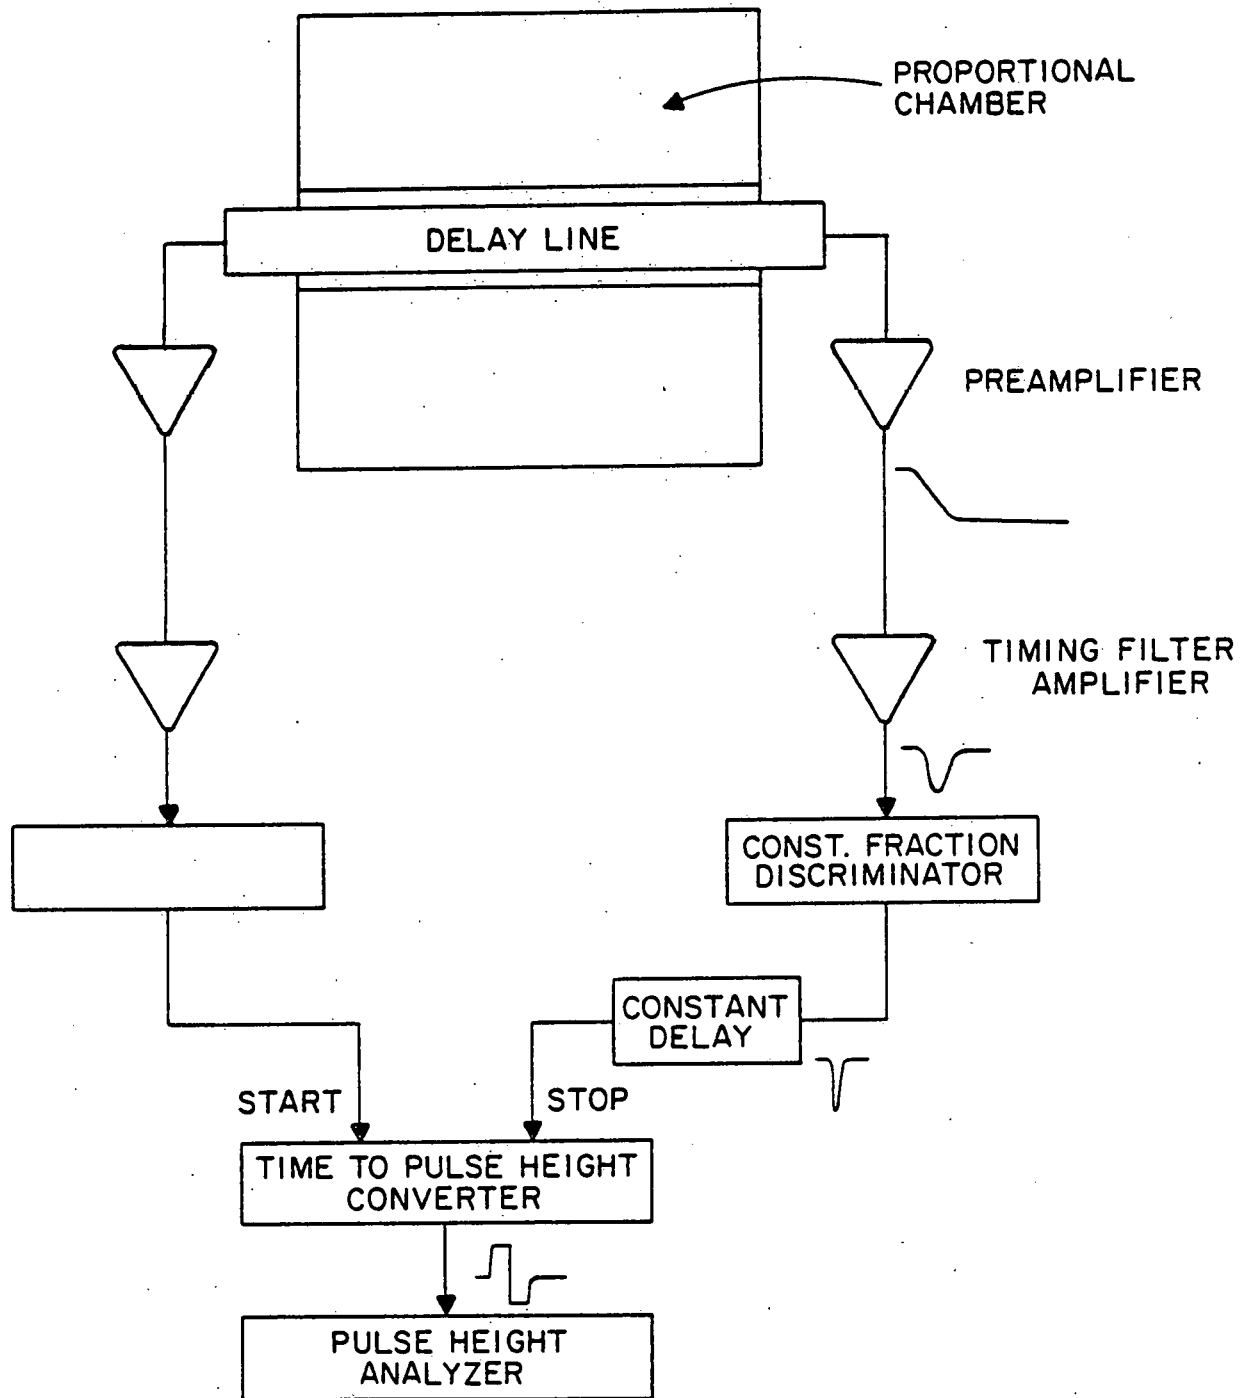 PROPORTIONAL
CHAMBER
DELAY LINE
PREAMPLIFIER
TIMING FILTER
AMPLIFIER
CONST. FRACTION
DISCRIMINATOR
CONSTANT
DELAY
START
STOP
TIME TO PULSE HEIGHT
CONVERTER
PULSE HEIGHT
ANALYZER